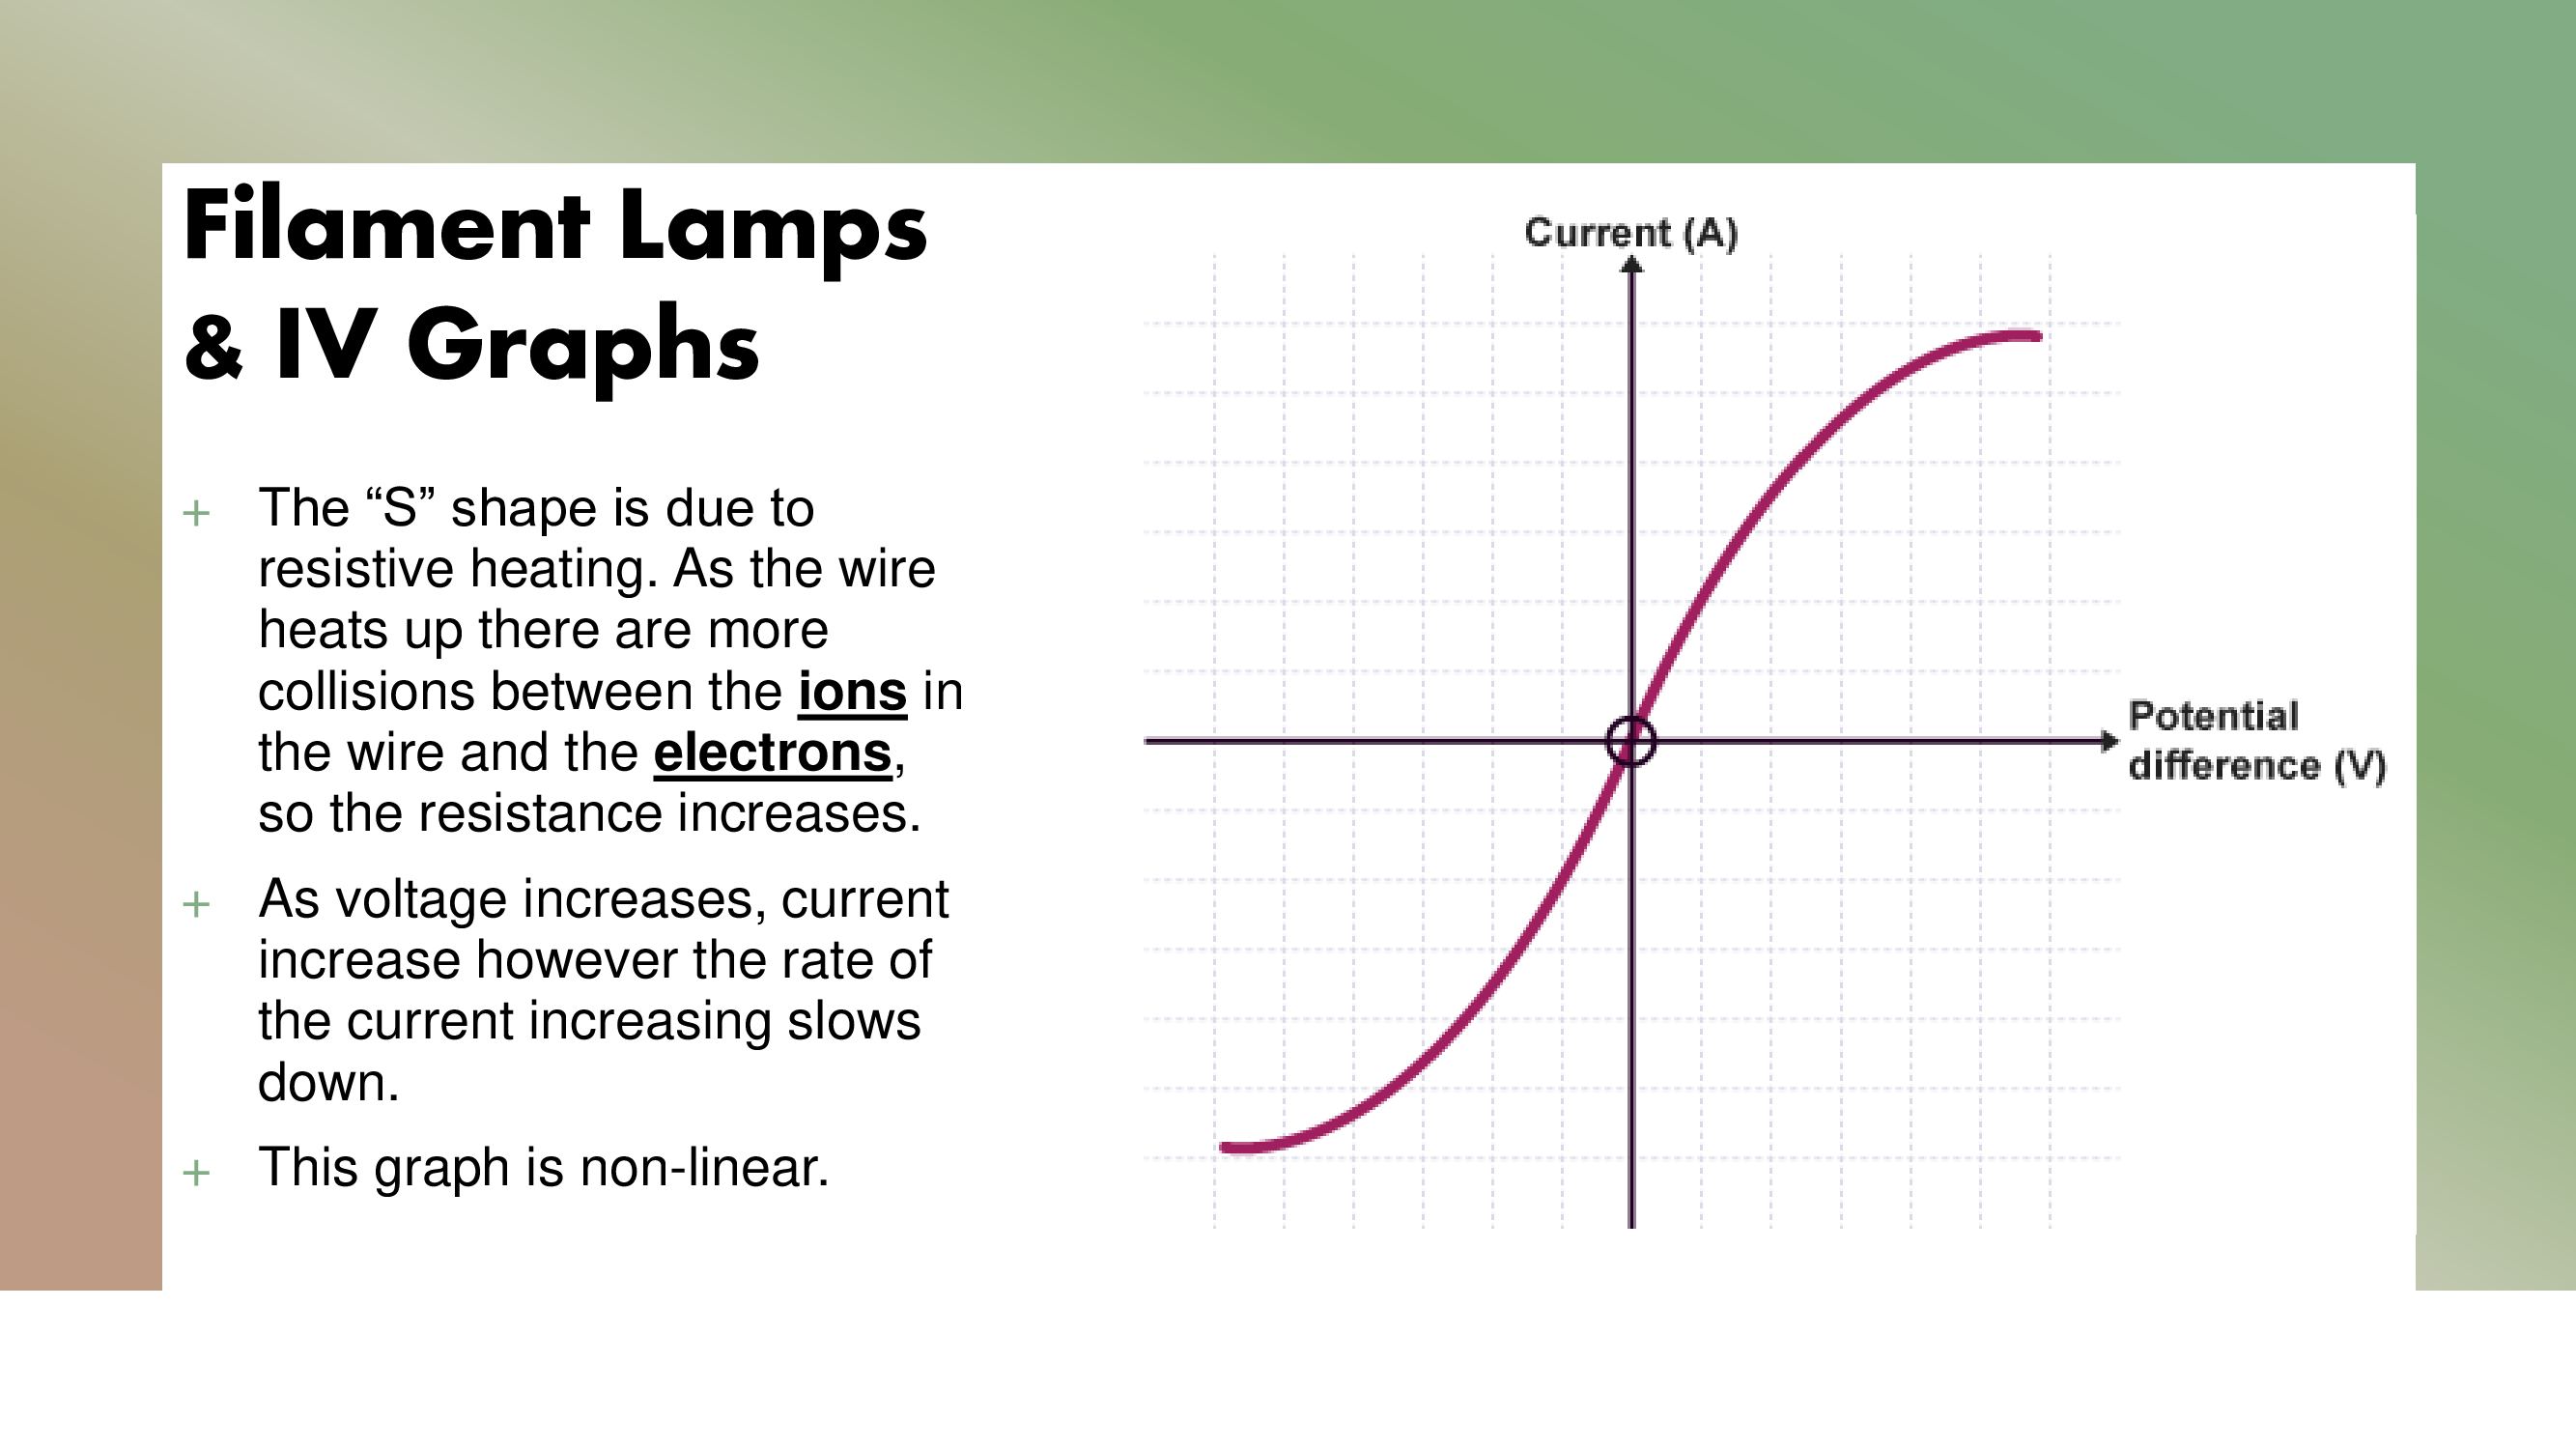 Filament Lamps
& IV Graphs
+ The “S” shape is due to
resistive heating. As the wire
heats up there are more
collisions between the ions in
the wire and the electrons,
so the resistance increases.
+ As voltage increases, current
increase however the rate of
the current increasing slows
down.
+ This graph is non-linear.
Current (A)
Potential
difference (V)